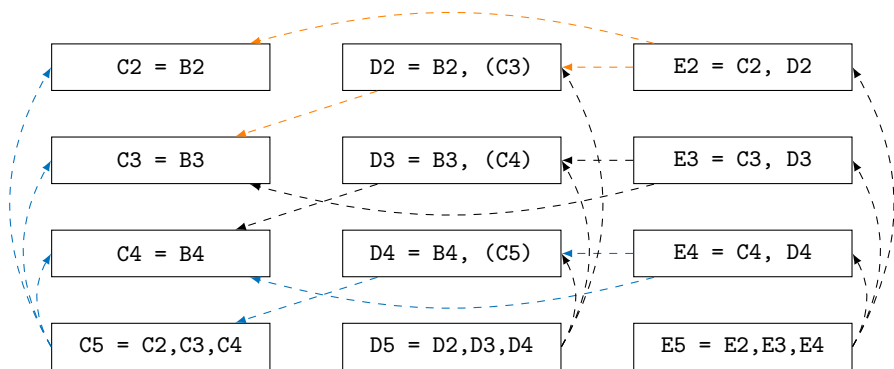 C2 = B2
D2 = B2, (C3)
E2 = C2, D2
C3 = B3
D3 = B3, (C4)
E3 = C3, D3
C4 = B4
D4 = B4, (C5)
E4 = C4, D4
C5 = C2,C3,C4
D5 = D2,D3,D4
E5 = E2,E3,E4